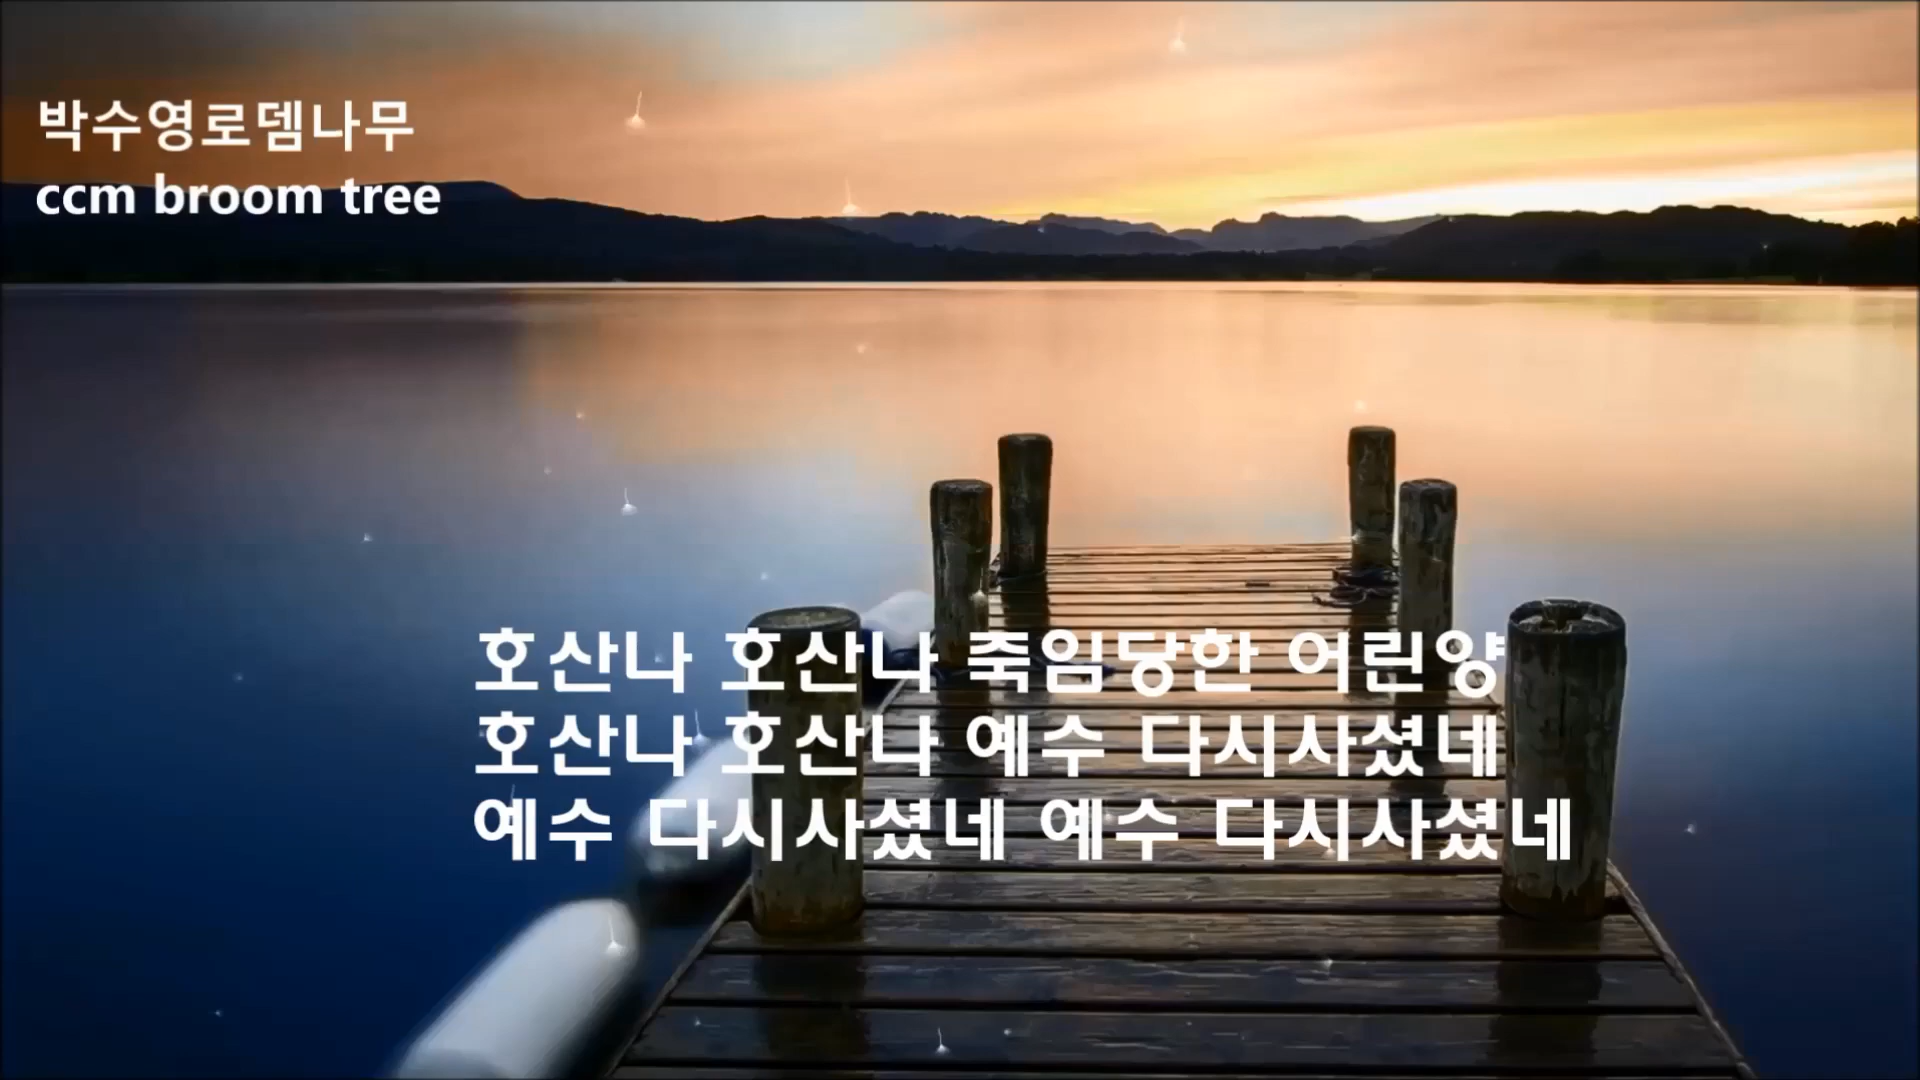 박수영로뎀나무
ccm broom tree
호산나 호산나 죽임당한 어린양
호산나 호산나 예수 다시사셨네
예수 다시사셨네 예수 다시사셨네